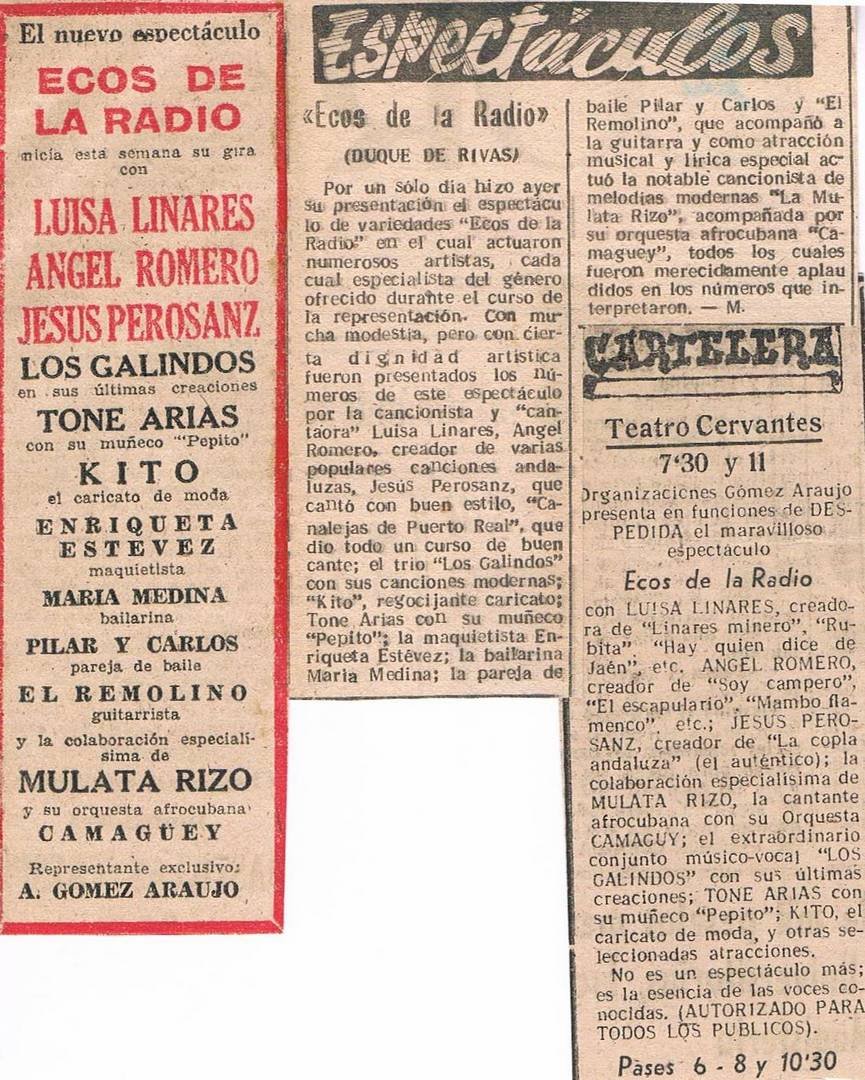 El nuevo espectáculo
ECOS DE
LA RADIO
inicia esta semana su gira
con
LUISA LINARES
ANGEL ROMERO
JESUS PEROSANZ
LOS GALINDOS
en sus últimas creaciones
TONE ARIAS
con su muñeco "Pepito"
KITO
el caricato de moda
ENRIQUETA
ESTEVEZ
maquietista
MARIA MEDINA
bailarina
PILAR Y CARLOS
pareja de baile
EL REMOLINO
guitarrista
y la colaboración especialí-
sima de
MULATA RIZO
y su orquesta afrocubana
CAMAGÜEY
Representante exclusivo:
A. GOMEZ ARAUJO
Espectáculos
«Ecos de la Radio»
(DUQUE DE RIVAS)
Por un sólo día hizo ayer
su presentación el espectácu
lo de variedades "Ecos de la
Radio" en el cual actuaron
numerosos artistas, cada
cual especialista del género
ofrecido durante el curso de
la representación. Con mu
cha modestia, pero con cier-
ta dignidad artística
fueron presentados los nú-
meros de este espectáculo
por la cancionista y "can-
taora" Luisa Linares, Angel
Romero, creador de varias
populares canciones anda-
luzas, Jesús Perosanz, que
cantó con buen estilo, "Ca-
nalejas de Puerto Real", que
dio todo un curso de buen
cante; el trio "Los Galindos"
con sus canciones modernas;
"Kito", regocijante caricato;
Tone Arias con su muñeco
"Pepito"; la maquietista En-
riqueta Estévez; la bailarina
Maria Medina; la pareja de
baile Pilar y Carlos y "El
Remolino", que acompañó a
la guitarra y como atracción
musical y lírica especial ac-
tuó la notable cancionista de
melodías modernas "La Mu-
lata Rizo", acompañada por
su orquesta afrocubana "Ca-
maguey", todos los cuales
fueron merecidamente aplau
didos en los números que in-
terpretaron. — M.
CARTELERA
Teatro Cervantes
7'30 y 11
Organizaciones Gómez Araujo
presenta en funciones de DES-
PEDIDA el maravilloso
espectáculo
Ecos de la Radio
con LUISA LINARES, creado-
ra de "Linares minero", "Ru-
bita", "Hay quien dice de
Jaén", etc. ANGEL ROMERO,
creador de "Soy campero",
"El escapulario", "Mambo fla-
menco", etc.; JESUS PERO-
SANZ, creador de "La copla
andaluza" (el auténtico); la
colaboración especialísima de
MULATA RIZO, la cantante
afrocubana con su Orquesta
CAMAGUY; el extraordinario
conjunto músico-vocal "LOS
GALINDOS" con sus últimas
creaciones; TONE ARIAS con
su muñeco "Pepito"; KITO, el
caricato de moda, y otras se-
leccionadas atracciones.
No es un espectáculo más;
es la esencia de las voces co-
nocidas. (AUTORIZADO PARA
TODOS LOS PUBLICOS).
Pases 6 - 8 y 10'30